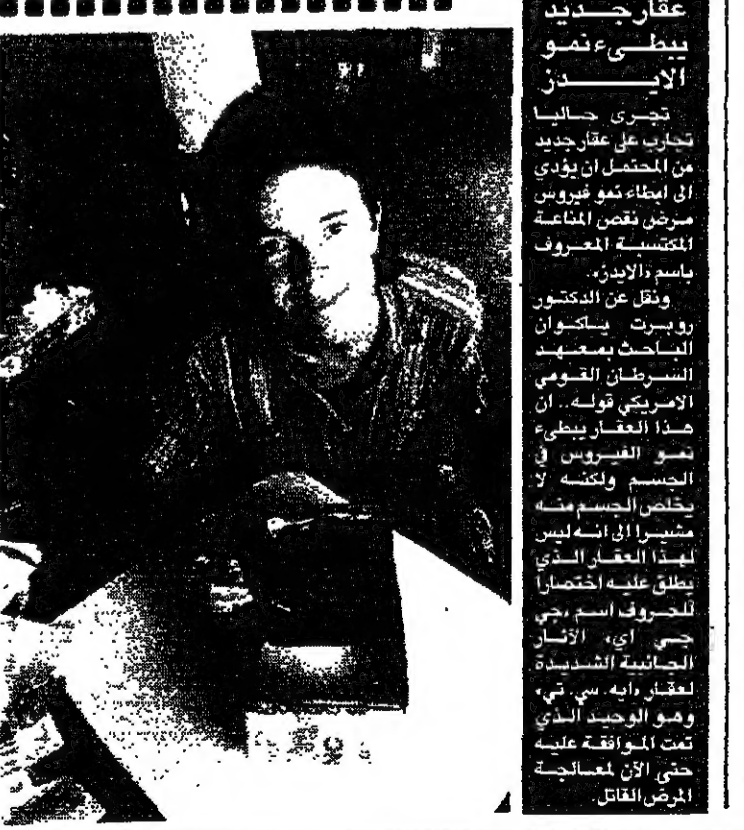 عقار جديد
يبطىء نمو
الايدز
تجرى حاليا
تجارب على عقار جديد
من المحتمل ان يؤدي
الى ابطاء نمو فيروس
مرض نقص المناعة
المكتسبة المعروف
باسم «الايدز».
ونقل عن الدكتور
روبرت ياكوان
الباحث بمعهد
السرطان القومي
الامريكي قوله.. ان
هذا العقار يبطىء
نمو الفيروس في
الجسم ولكنه لا
يخلص الجسم منه
مشيرا الى انه ليس
لهذا العقار الذي
يطلق عليه اختصارا
للحروف اسم «جي
جي اي» الآثار
الجانبية الشديدة
لعقار «ايه. سي. تي»
وهو الوحيد الذي
تمت الموافقة عليه
حتى الآن لمعالجة
المرض القاتل.